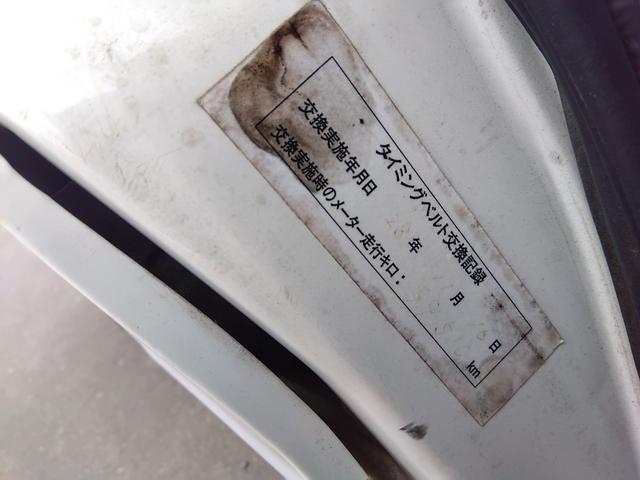 タイミングベルト交換記録
交換実施年月日 年 月 日
交換実施時のメーター走行キロ： km